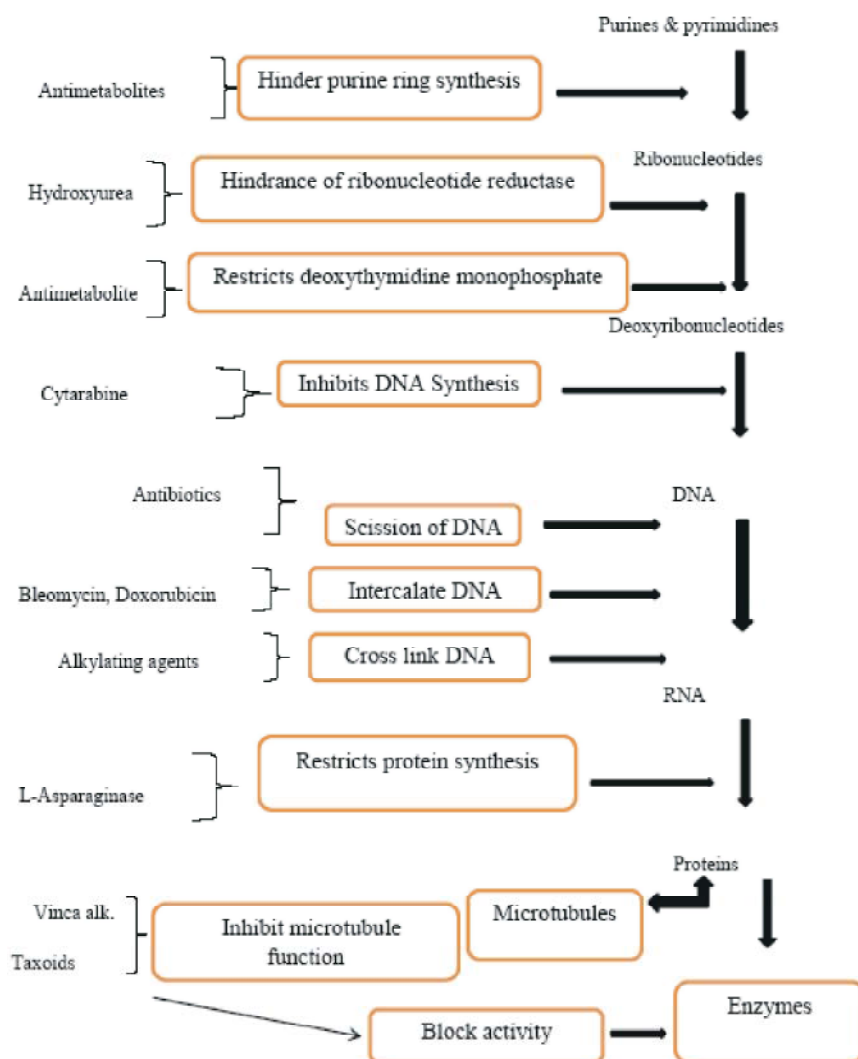 Purines & pyrimidines
Antimetabolites
Hinder purine ring synthesis
Ribonucleotides
Hydroxyurea
Hindrance of ribonucleotide reductase
Antimetabolite
Restricts deoxythymidine monophosphate
Deoxyribonucleotides
Cytarabine
Inhibits DNA Synthesis
Antibiotics
DNA
Scission of DNA
Bleomycin, Doxorubicin
Intercalate DNA
Alkylating agents
Cross link DNA
RNA
L-Asparaginase
Restricts protein synthesis
Proteins
Vinca alk.
Taxoids
Inhibit microtubule
function
Microtubules
Block activity
Enzymes